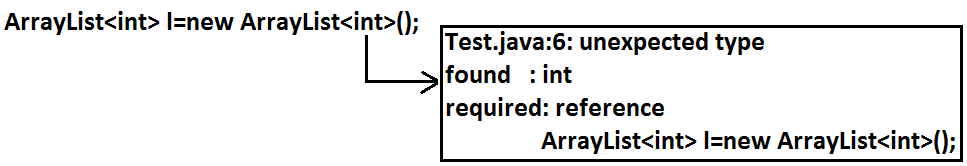 ArrayList<int> l=new ArrayList<int>();
Test.java:6: unexpected type
found   : int
required: reference
ArrayList<int> l=new ArrayList<int>();